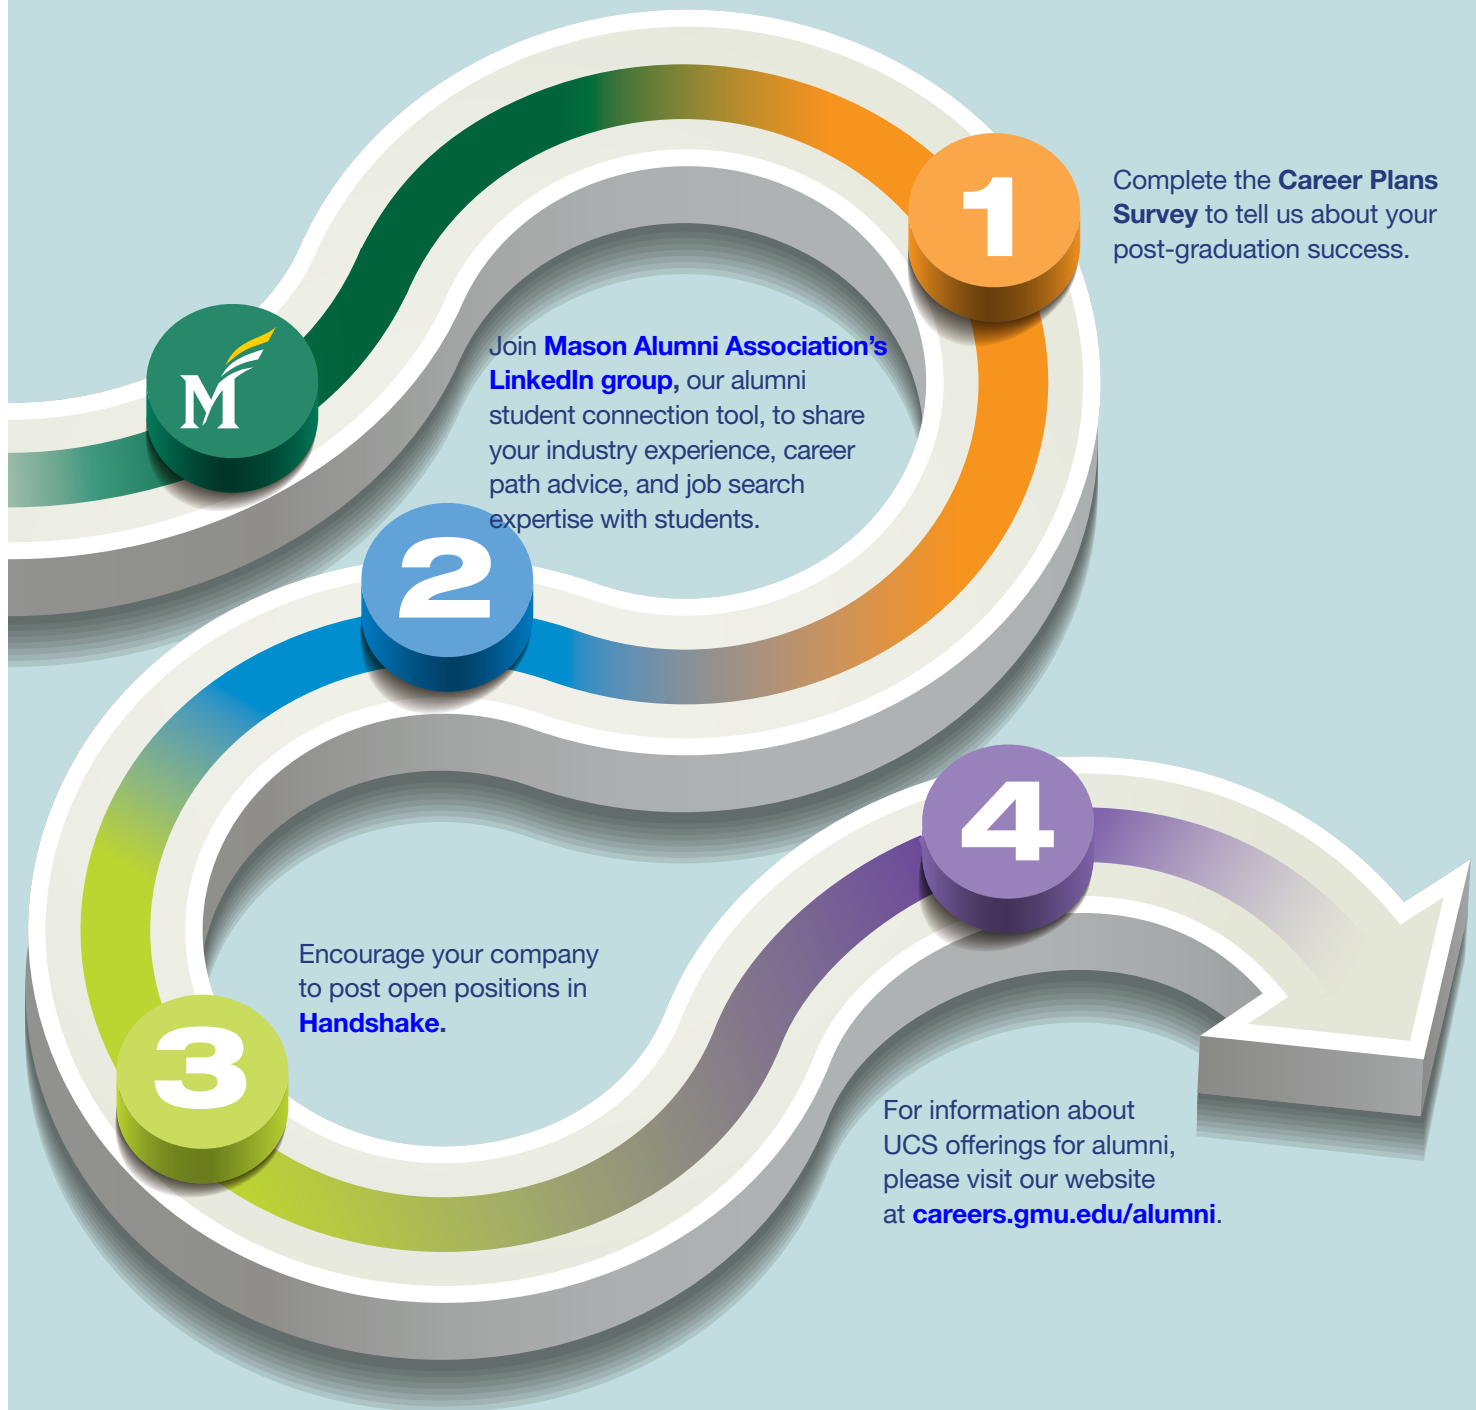 M
1
Complete the Career Plans
Survey to tell us about your
post-graduation success.
Join Mason Alumni Association’s
LinkedIn group, our alumni
student connection tool, to share
your industry experience, career
path advice, and job search
expertise with students.
2
3
Encourage your company
to post open positions in
Handshake.
4
For information about
UCS offerings for alumni,
please visit our website
at careers.gmu.edu/alumni.